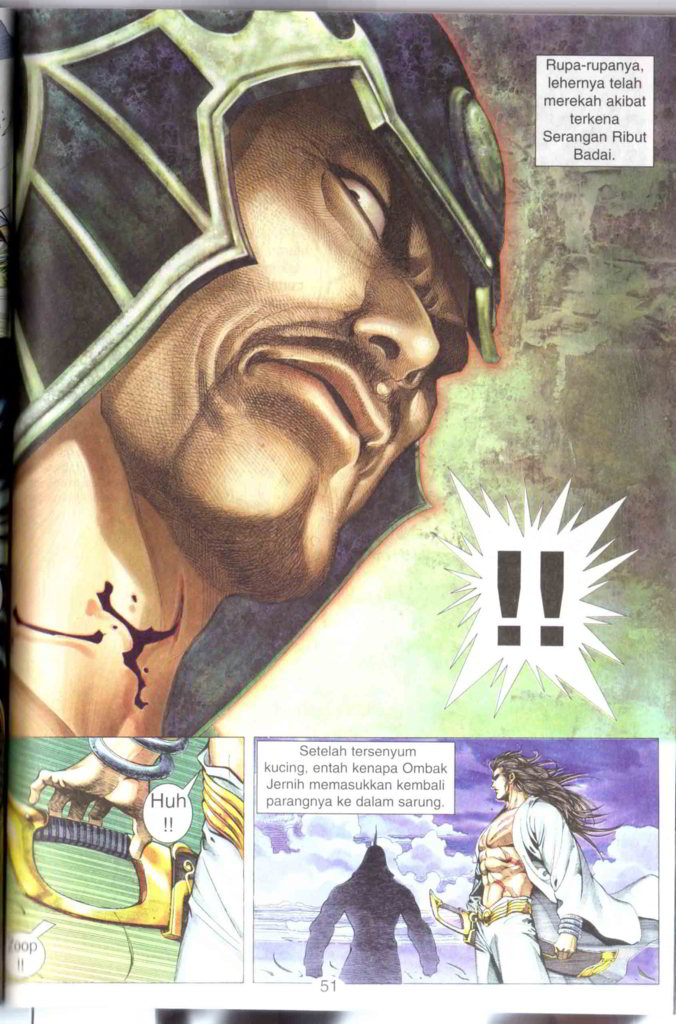 Rupa-rupanya,
lehernya telah
merekah akibat
terkena
Serangan Ribut
Badai.
!!
Huh
!!
!!
Setelah tersenyum
kucing, entah kenapa Ombak
Jernih memasukkan kembali
parangnya ke dalam sarung.
51